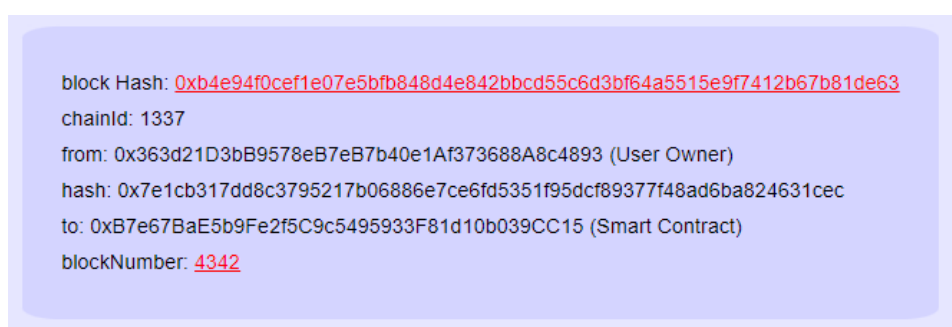 block Hash: 0xb4e94f0cef1e07e5bfb848d4e842bbcd55c6d3bf64a5515e9f7412b67b81de63
chainId: 1337
from: 0x363d21D3bB9578eB7eB7b40e1Af373688A8c4893 (User Owner)
hash: 0x7e1cb317dd8c3795217b06886e7ce6fd5351f95dcf89377f48ad6ba824631cec
to: 0xB7e67BaE5b9Fe2f5C9c5495933F81d10b039CC15 (Smart Contract)
blockNumber: 4342